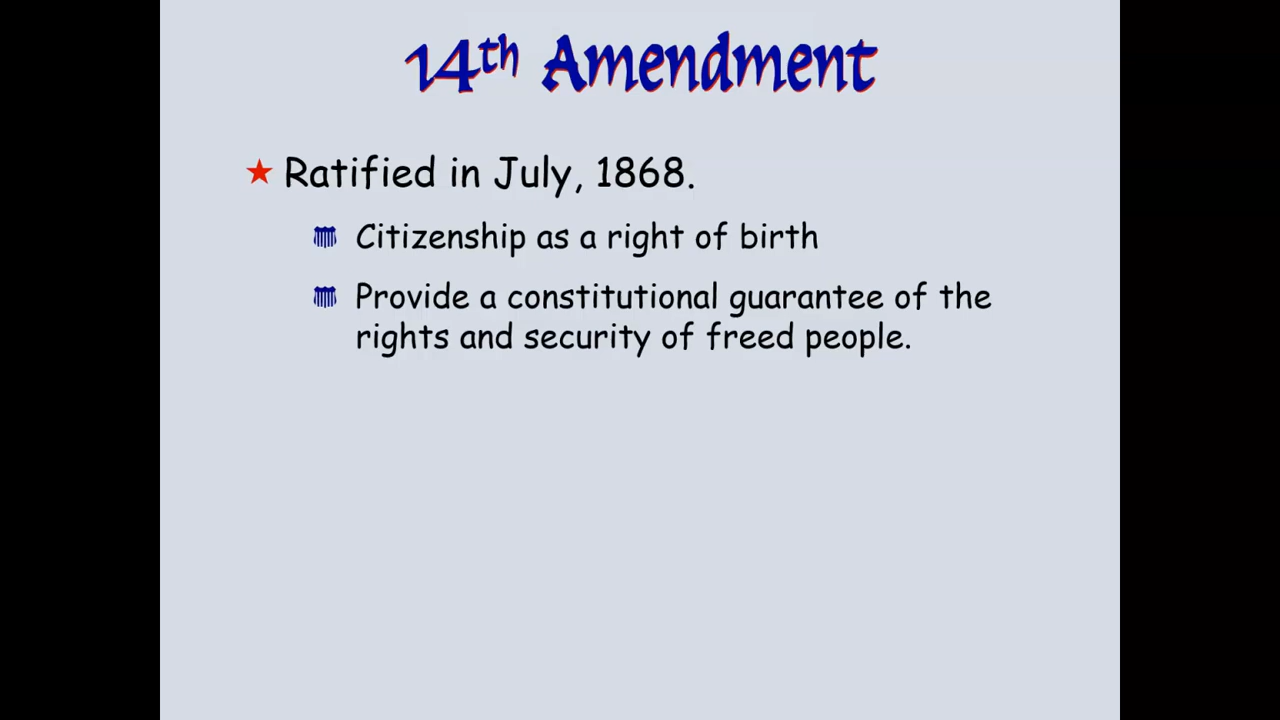 14th Amendment
Ratified in July, 1868.
Citizenship as a right of birth
Provide a constitutional guarantee of the
rights and security of freed people.